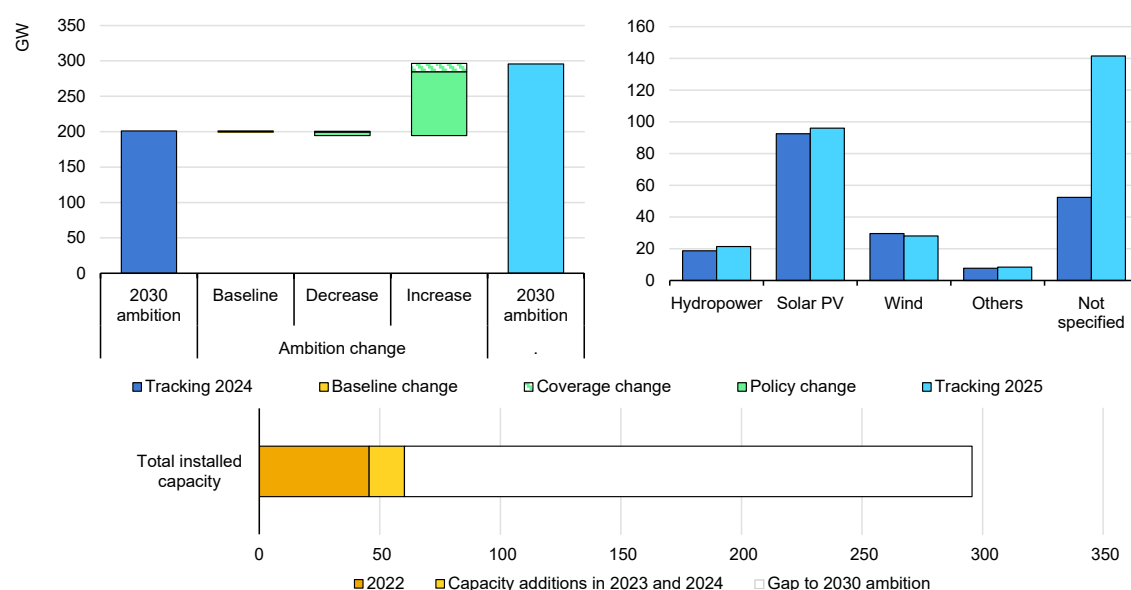 GW
350
300
250
200
150
100
50
0
2030
ambition
Baseline
Decrease
Increase
2030
ambition
Ambition change
.
160
140
120
100
80
60
40
20
0
Hydropower
Solar PV
Wind
Others
Not
specified
Tracking 2024
Baseline change
Coverage change
Policy change
Tracking 2025
Total installed
capacity
0
50
100
150
200
250
300
350
2022
Capacity additions in 2023 and 2024
Gap to 2030 ambition